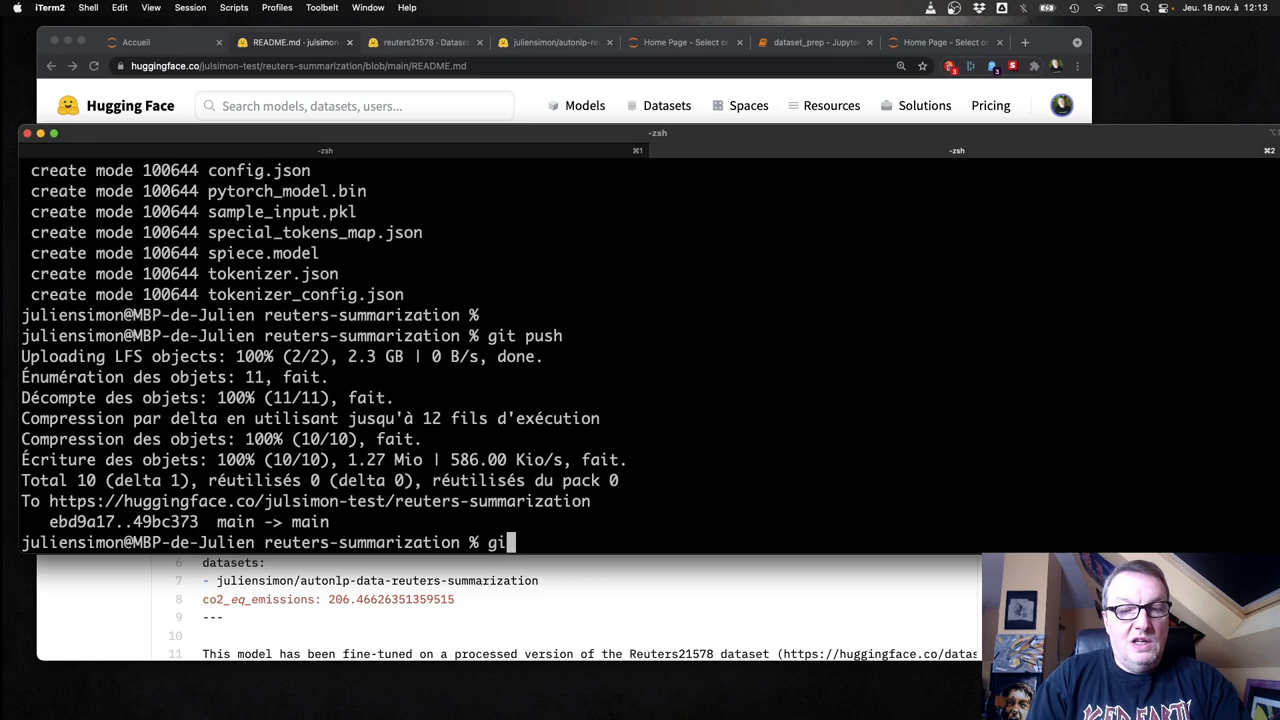 iTerm2 Shell Edit View Session Scripts Profiles Toolbelt Window Help Jeu. 18 nov. à 12:13
Accueil README.md · julsimon- reuters21578 · Datase juliensimon/autonlp-re Home Page - Select or dataset_prep - Jupyter Home Page - Select or
huggingface.co/julsimon-test/reuters-summarization/blob/main/README.md
Hugging Face Search models, datasets, users... Models Datasets Spaces Resources Solutions Pricing
-zsh
-zsh ⌘1 -zsh ⌘2
create mode 100644 config.json
create mode 100644 pytorch_model.bin
create mode 100644 sample_input.pkl
create mode 100644 special_tokens_map.json
create mode 100644 spiece.model
create mode 100644 tokenizer.json
create mode 100644 tokenizer_config.json
juliensimon@MBP-de-Julien reuters-summarization %
juliensimon@MBP-de-Julien reuters-summarization % git push
Uploading LFS objects: 100% (2/2), 2.3 GB | 0 B/s, done.
Énumération des objets: 11, fait.
Décompte des objets: 100% (11/11), fait.
Compression par delta en utilisant jusqu'à 12 fils d'exécution
Compression des objets: 100% (10/10), fait.
Écriture des objets: 100% (10/10), 1.27 Mio | 586.00 Kio/s, fait.
Total 10 (delta 1), réutilisés 0 (delta 0), réutilisés du pack 0
To https://huggingface.co/julsimon-test/reuters-summarization
ebd9a17..49bc373 main -> main
juliensimon@MBP-de-Julien reuters-summarization % gi
6 datasets:
7 - juliensimon/autonlp-data-reuters-summarization
8 co2_eq_emissions: 206.46626351359515
9 ---
10
11 This model has been fine-tuned on a processed version of the Reuters21578 dataset (https://huggingface.co/datas